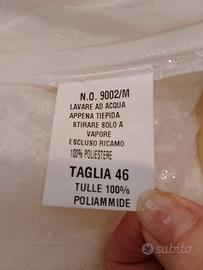 N.O. 9002/M
LAVARE AD ACQUA
APPENA TIEPIDA
STIRARE SOLO A
VAPORE
ESCLUSO RICAMO
100% POLIESTERE
TAGLIA 46
TULLE 100%
POLIAMMIDE
subito